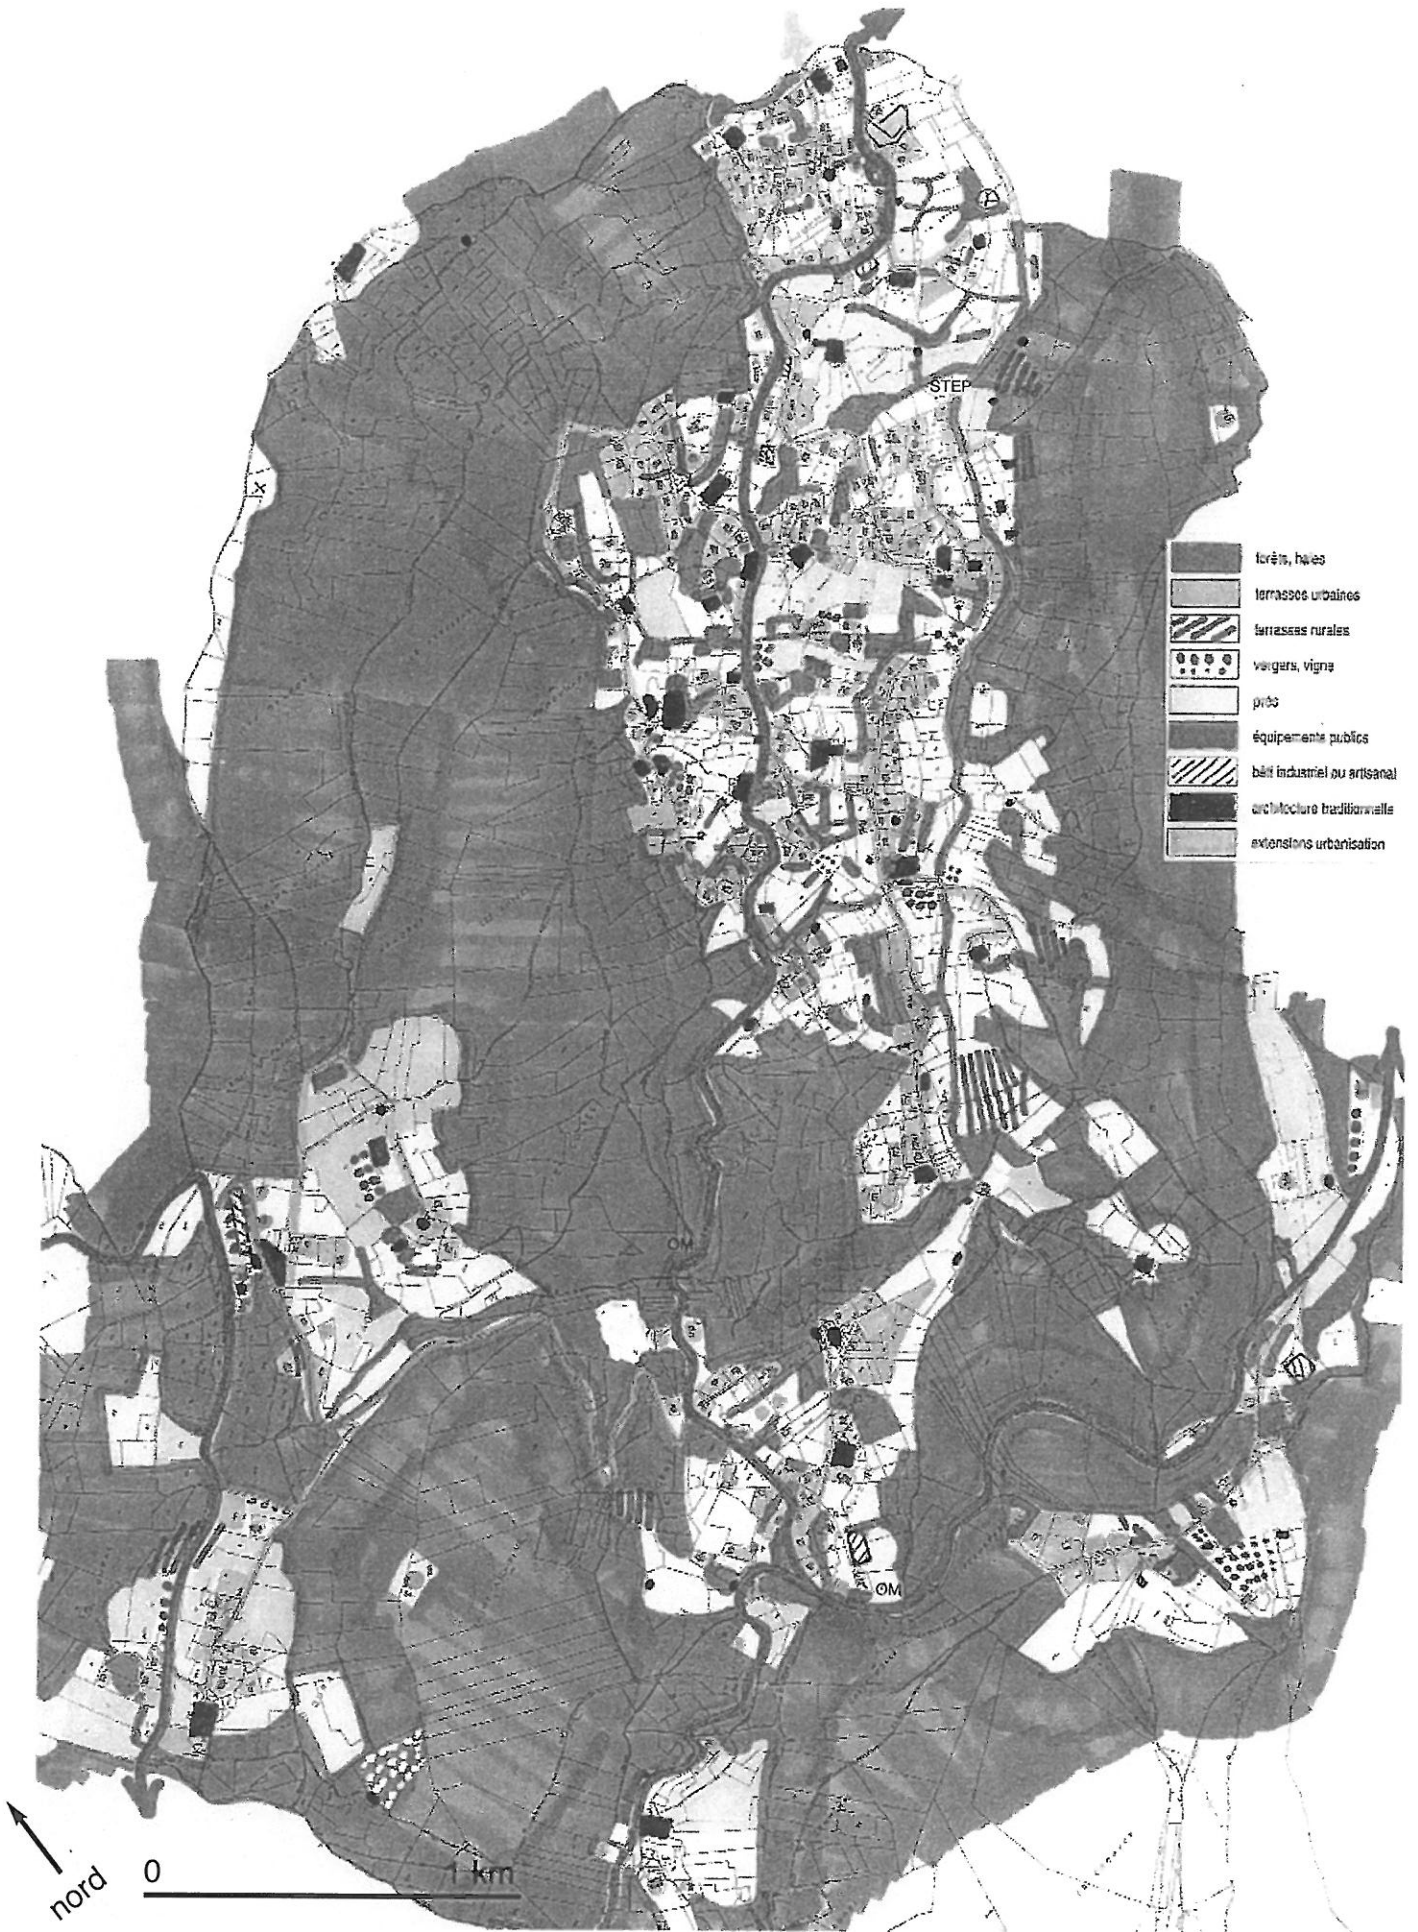 STEP
forêts, haies
terrasses urbaines
terrasses rurales
vergers, vigne
prés
équipements publics
bâti industriel ou artisanal
architecture traditionnelle
extensions urbanisation
OM
OM
nord
0 1 km